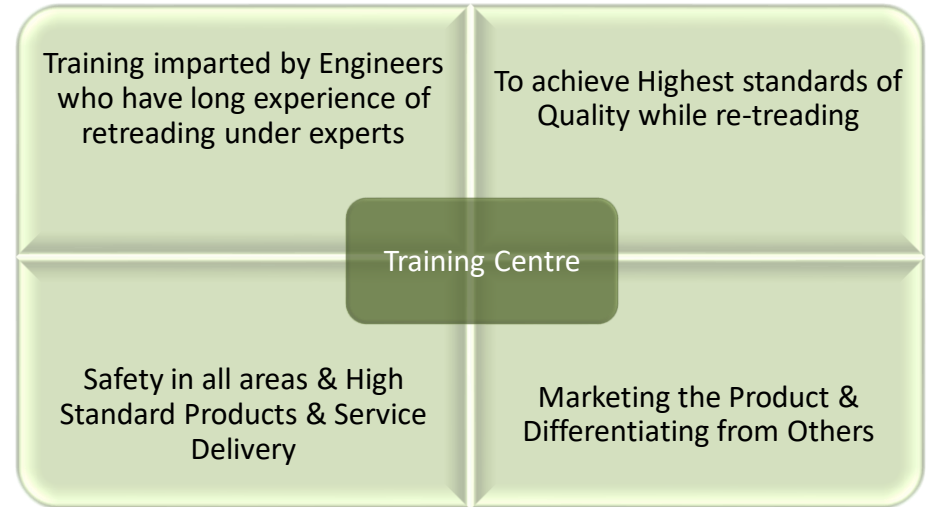 Training imparted by Engineers
who have long experience of
retreading under experts
To achieve Highest standards of
Quality while re-treading
Training Centre
Safety in all areas & High
Standard Products & Service
Delivery
Marketing the Product &
Differentiating from Others